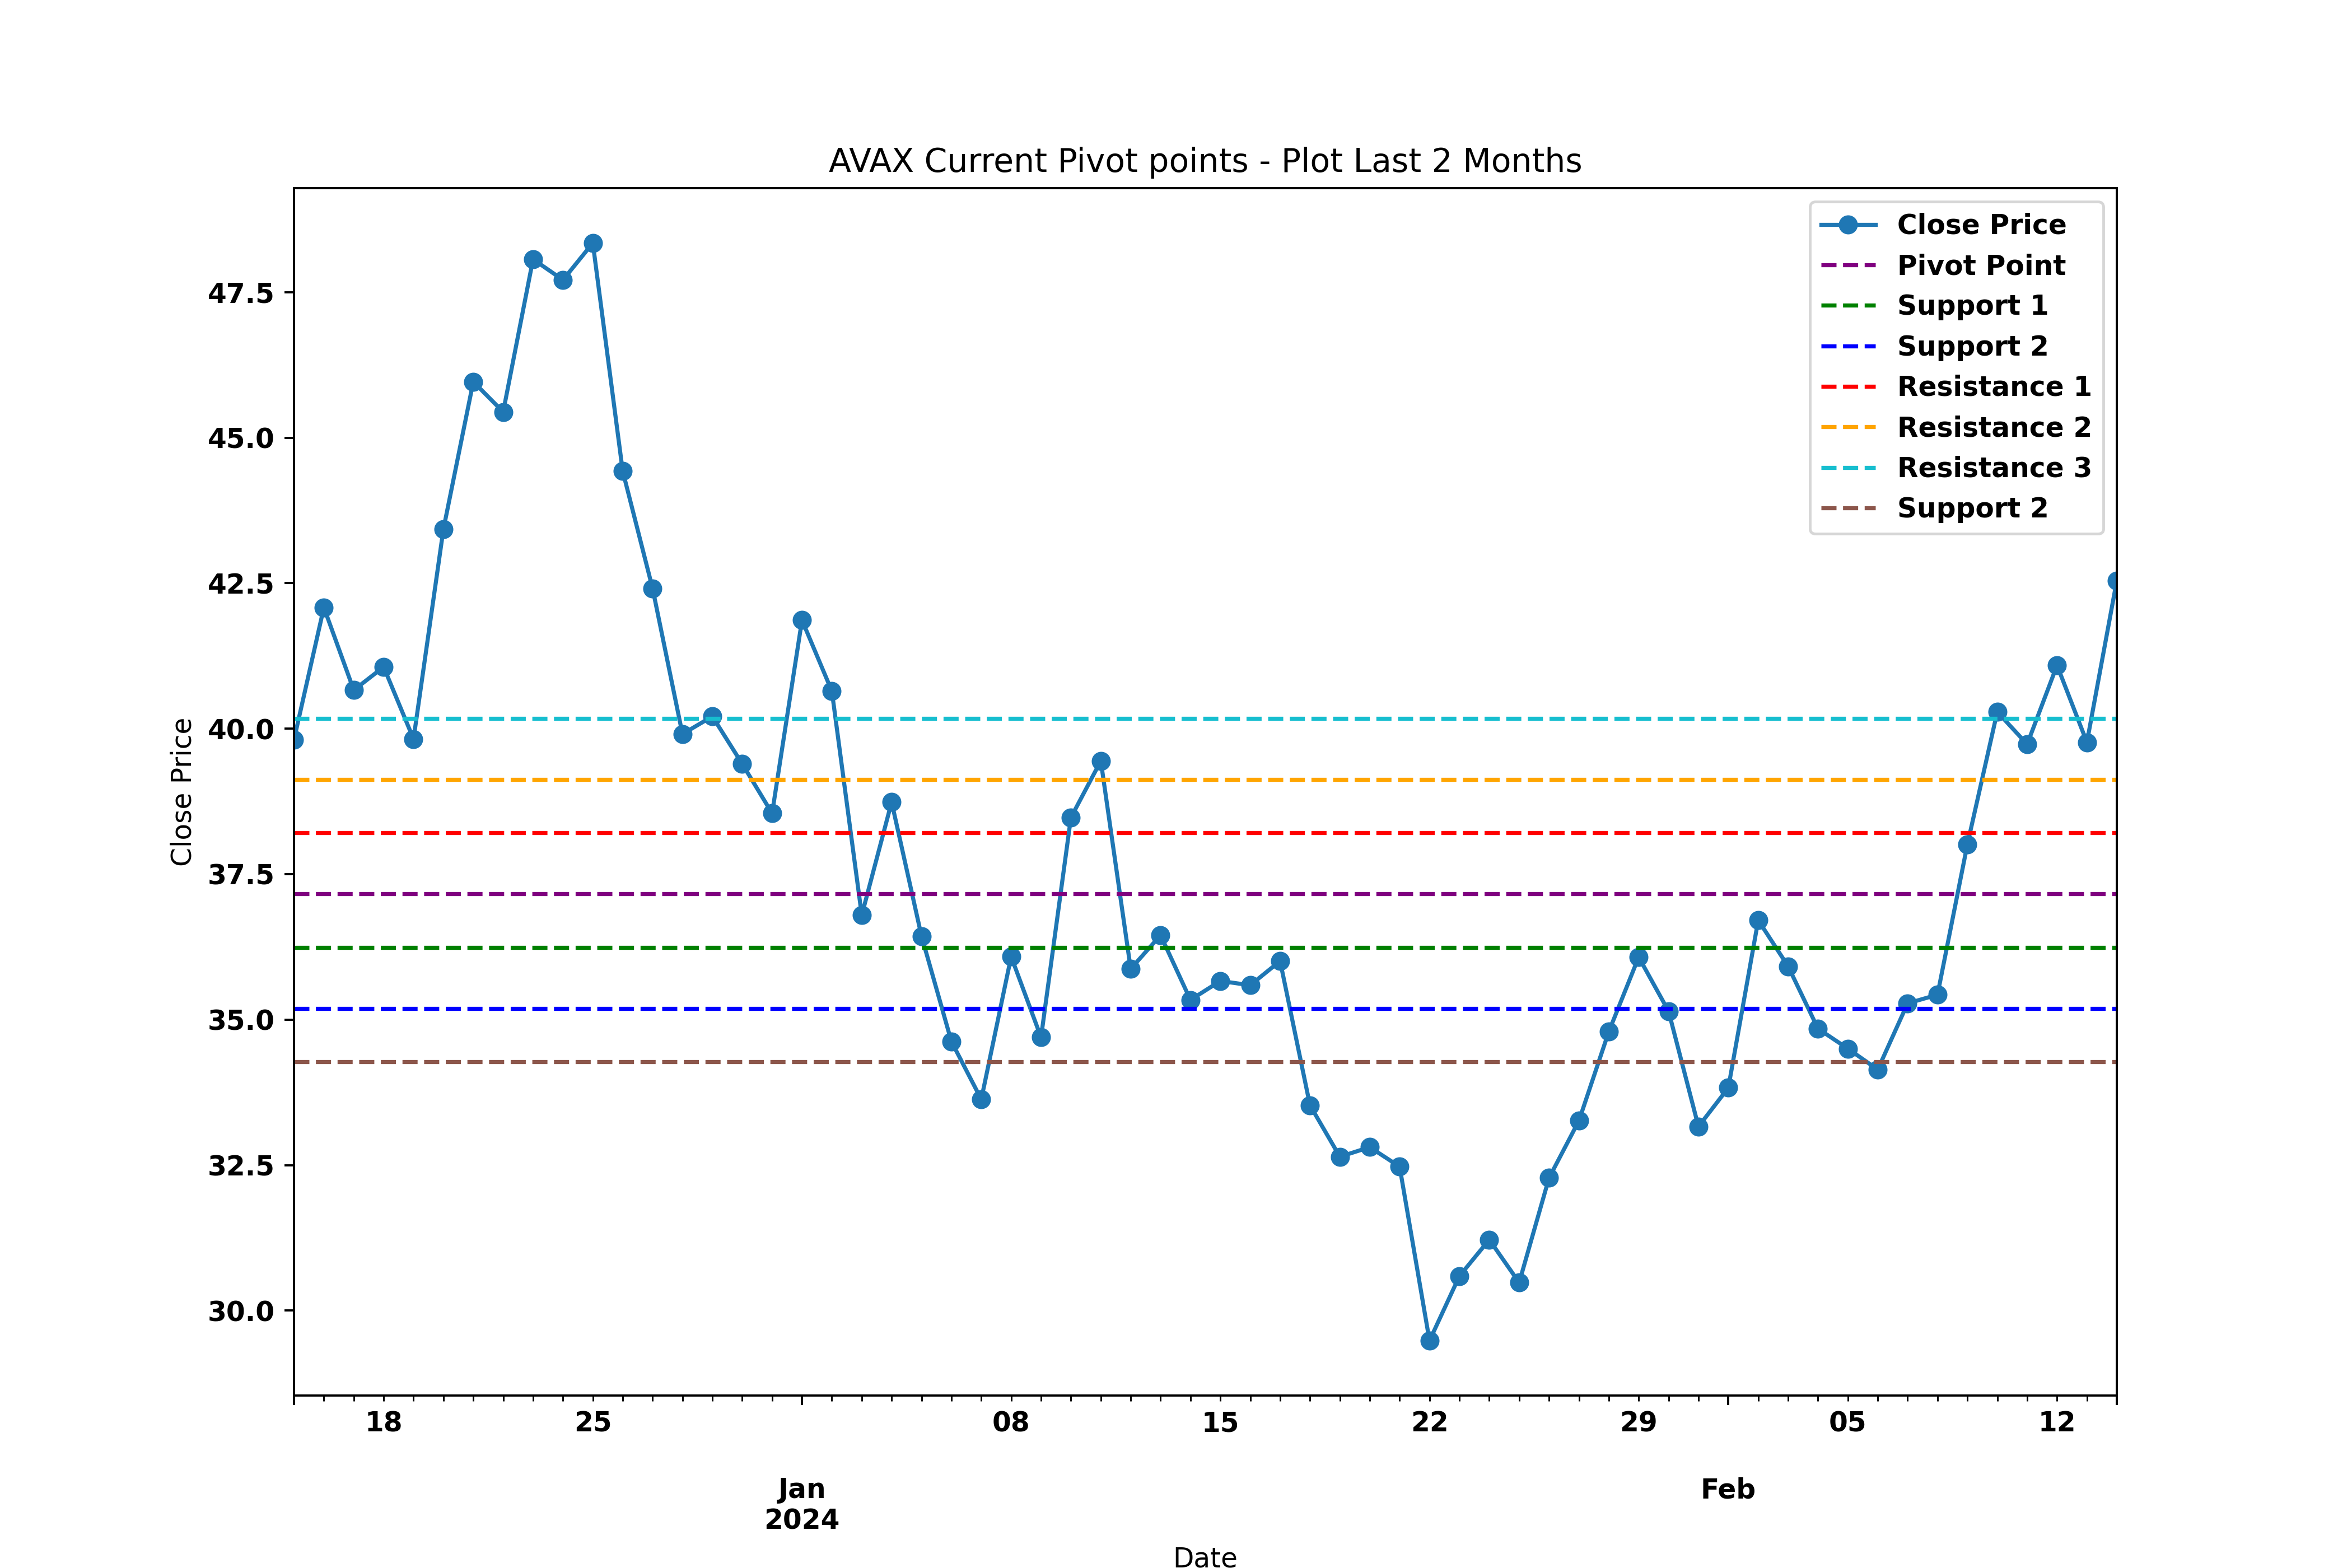 AVAX Current Pivot points - Plot Last 2 Months
Close Price
Pivot Point
Support 1
Support 2
Resistance 1
Resistance 2
Resistance 3
Support 2
Close Price
47.5
45.0
42.5
40.0
37.5
35.0
32.5
30.0
18 25 08 15 22 29 05 12
Jan Feb
2024
Date